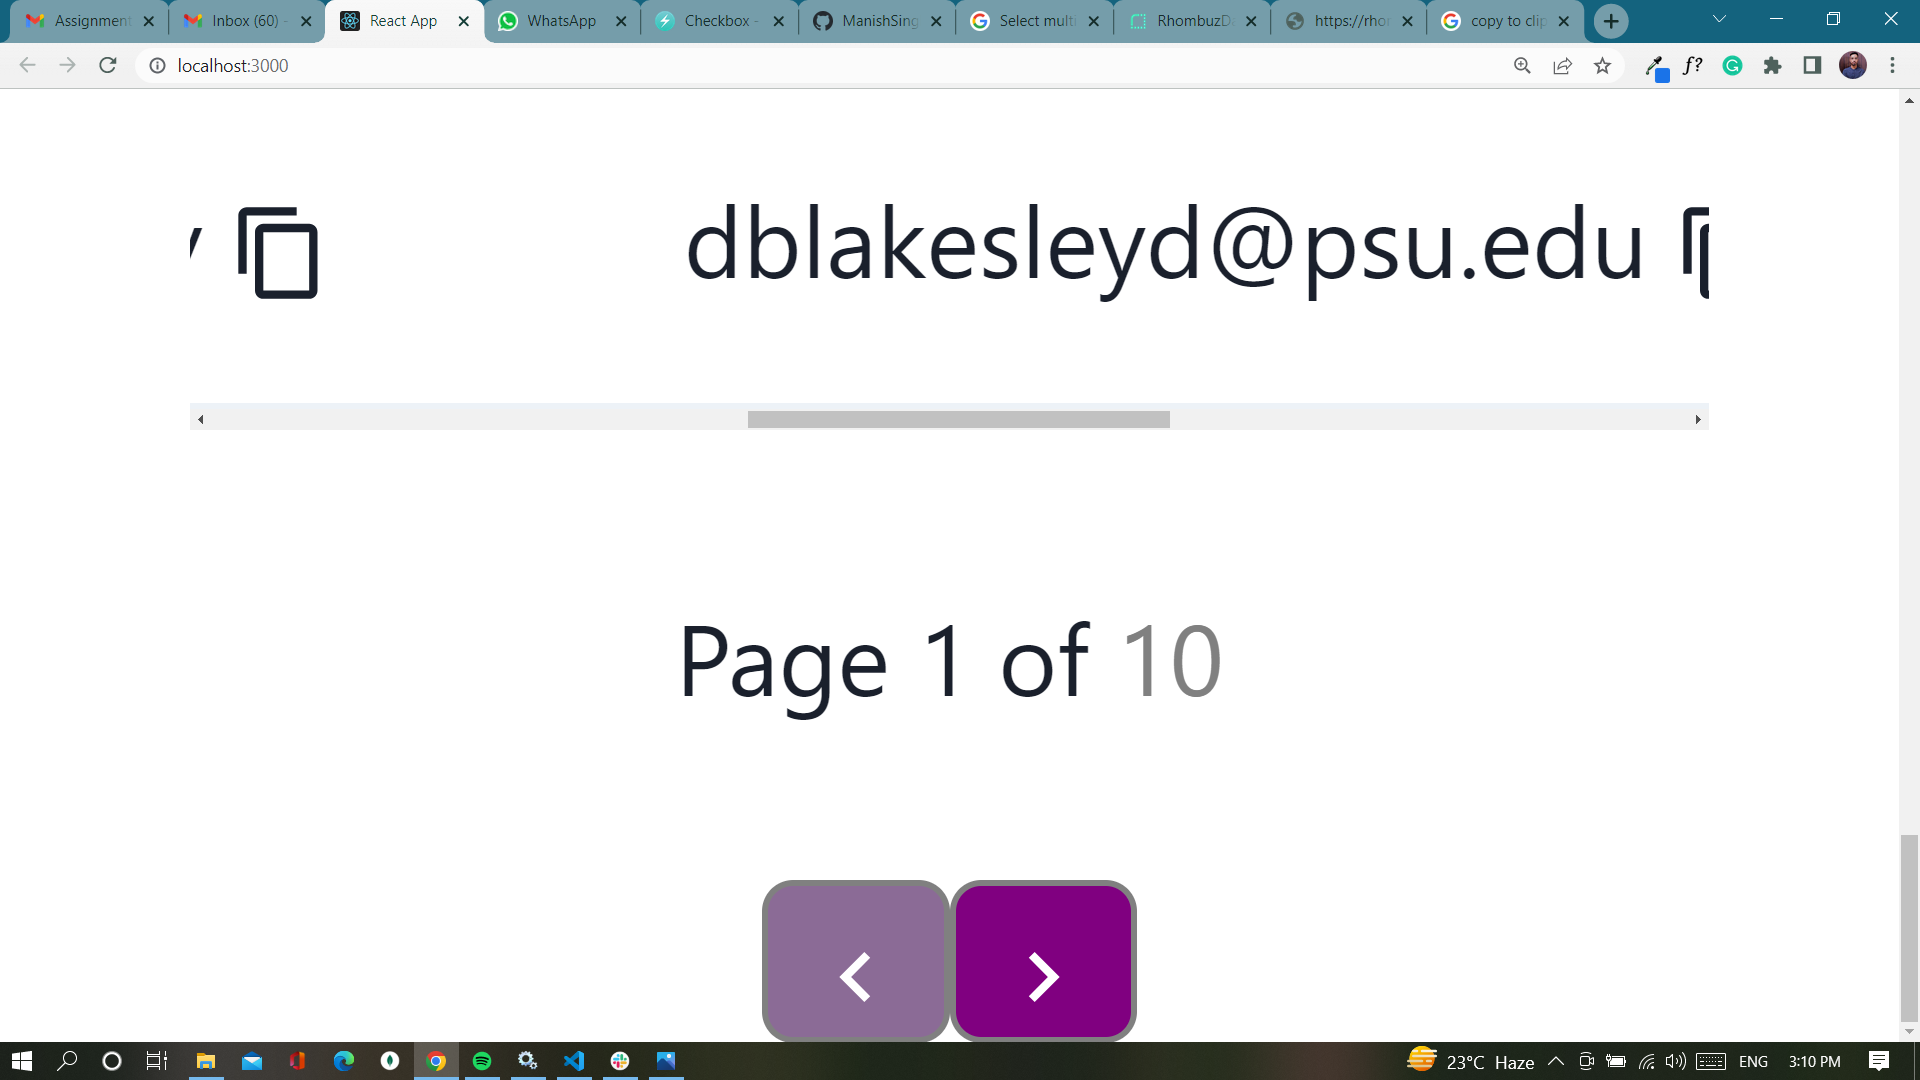 Assignment
Inbox (60) -
React App
WhatsApp
Checkbox -
ManishSing
Select multi
RhombuzDa
https://rhor
copy to clip
localhost:3000
f?
y
dblakesleyd@psu.edu
Page 1 of 10
23°C Haze
ENG
3:10 PM